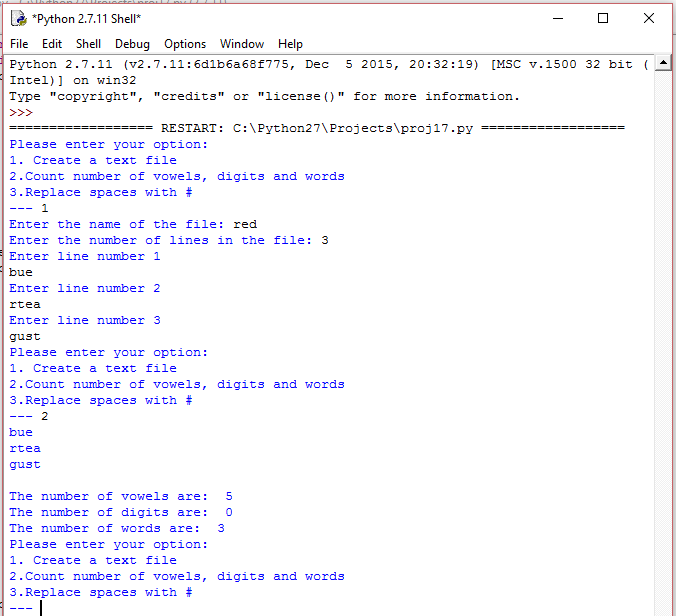 *Python 2.7.11 Shell*
File Edit Shell Debug Options Window Help
Python 2.7.11 (v2.7.11:6d1b6a68f775, Dec  5 2015, 20:32:19) [MSC v.1500 32 bit (
Intel)] on win32
Type "copyright", "credits" or "license()" for more information.
>>>
================== RESTART: C:\Python27\Projects\proj17.py ==================
Please enter your option:
1. Create a text file
2.Count number of vowels, digits and words
3.Replace spaces with #
--- 1
Enter the name of the file: red
Enter the number of lines in the file: 3
Enter line number 1
bue
Enter line number 2
rtea
Enter line number 3
gust
Please enter your option:
1. Create a text file
2.Count number of vowels, digits and words
3.Replace spaces with #
--- 2
bue
rtea
gust
The number of vowels are:  5
The number of digits are:  0
The number of words are:  3
Please enter your option:
1. Create a text file
2.Count number of vowels, digits and words
3.Replace spaces with #
---